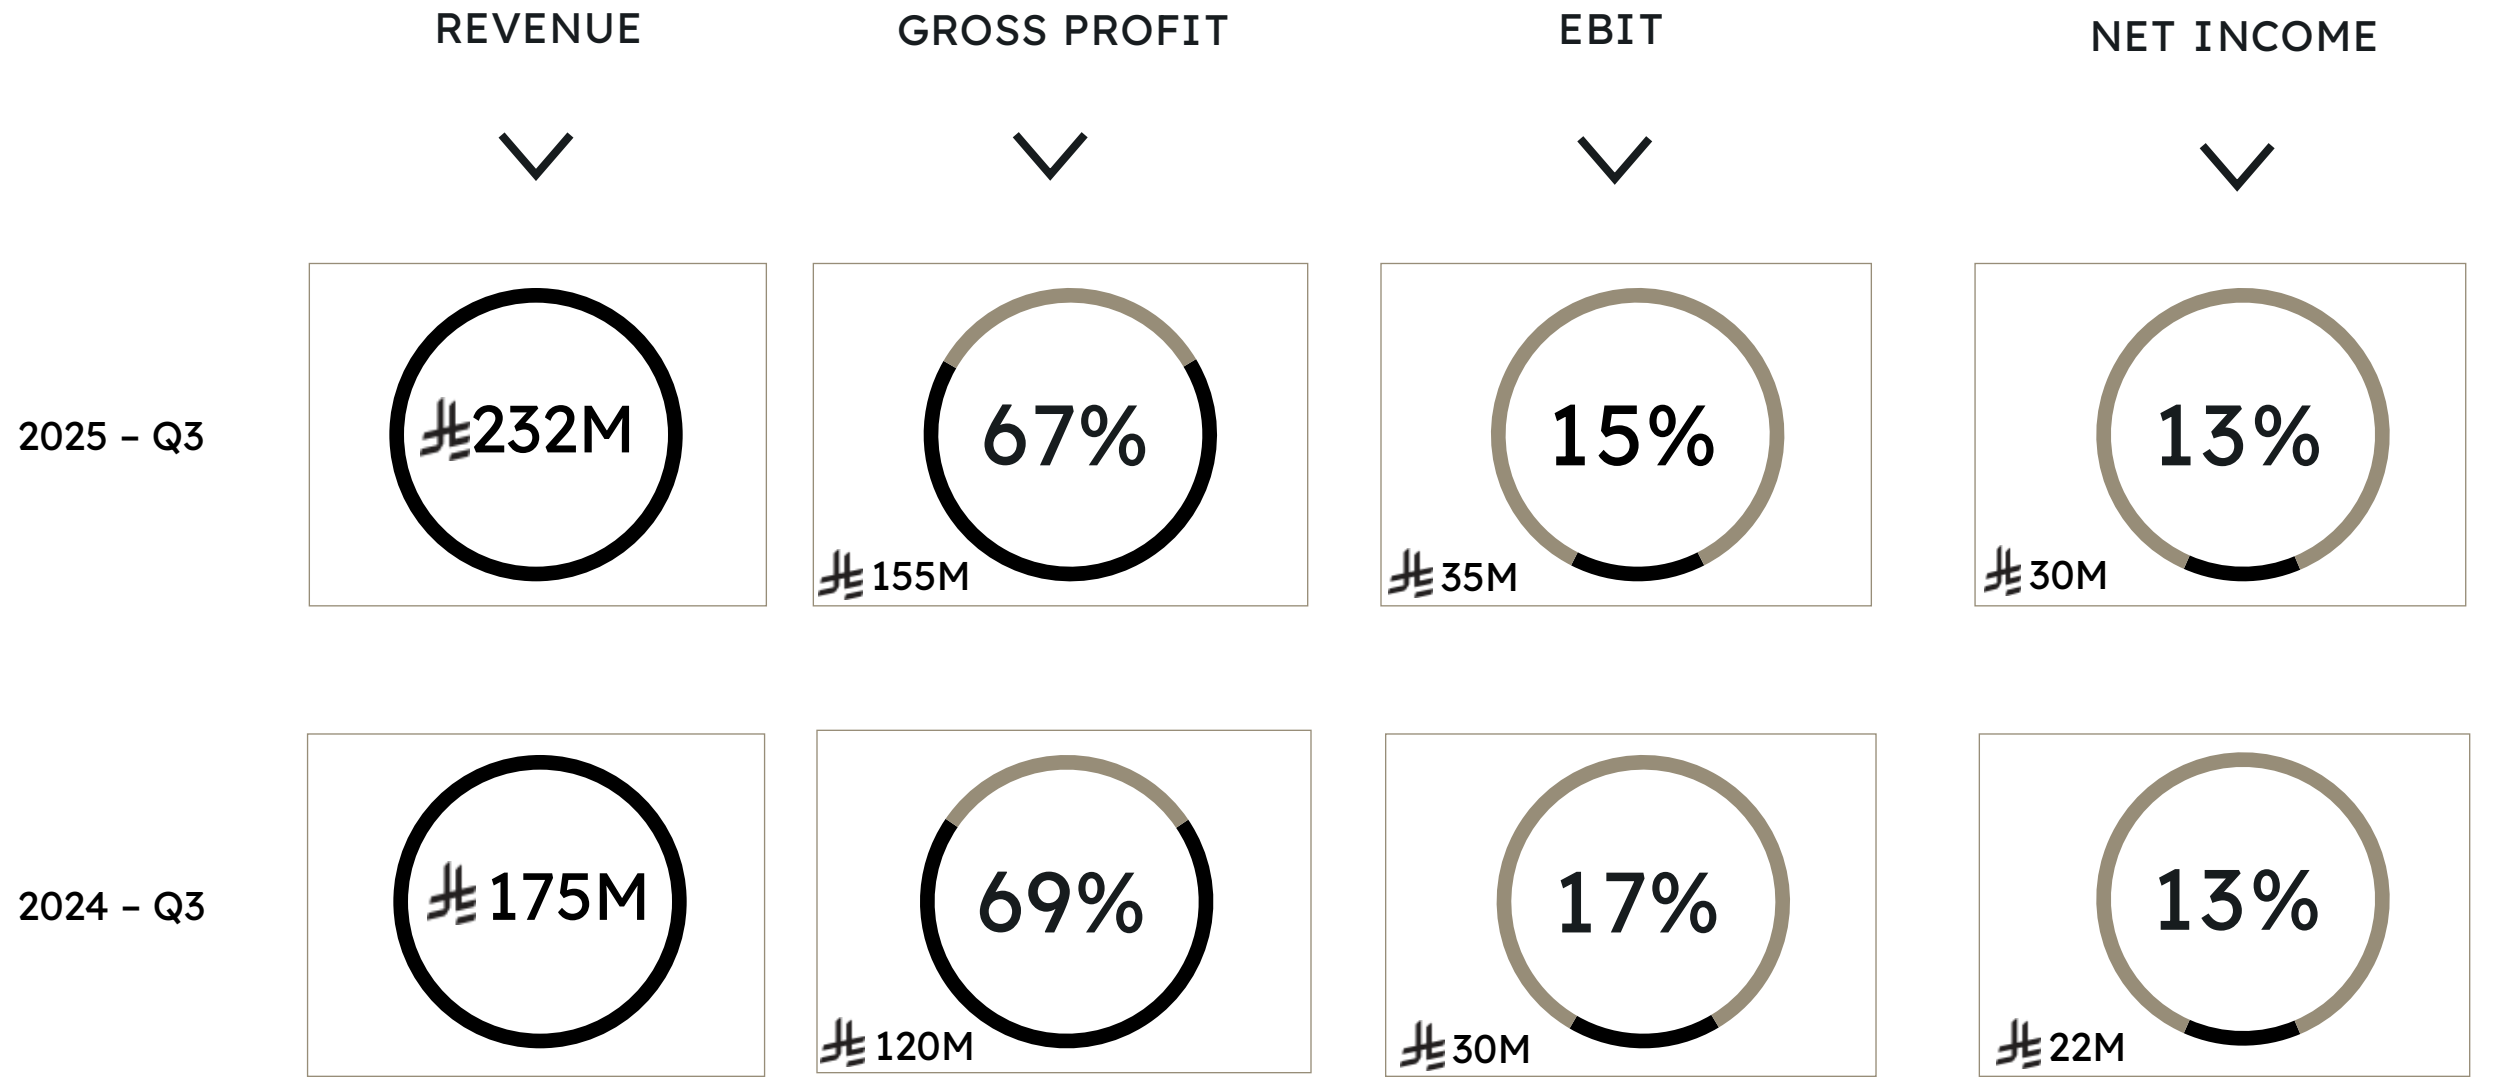 REVENUE
GROSS PROFIT
EBIT
NET INCOME
2025 – Q3
⃁232M
67%
⃁ 155M
15%
⃁ 35M
13%
⃁ 30M
2024 – Q3
⃁ 175M
69%
⃁ 120M
17%
⃁ 30M
13%
⃁ 22M